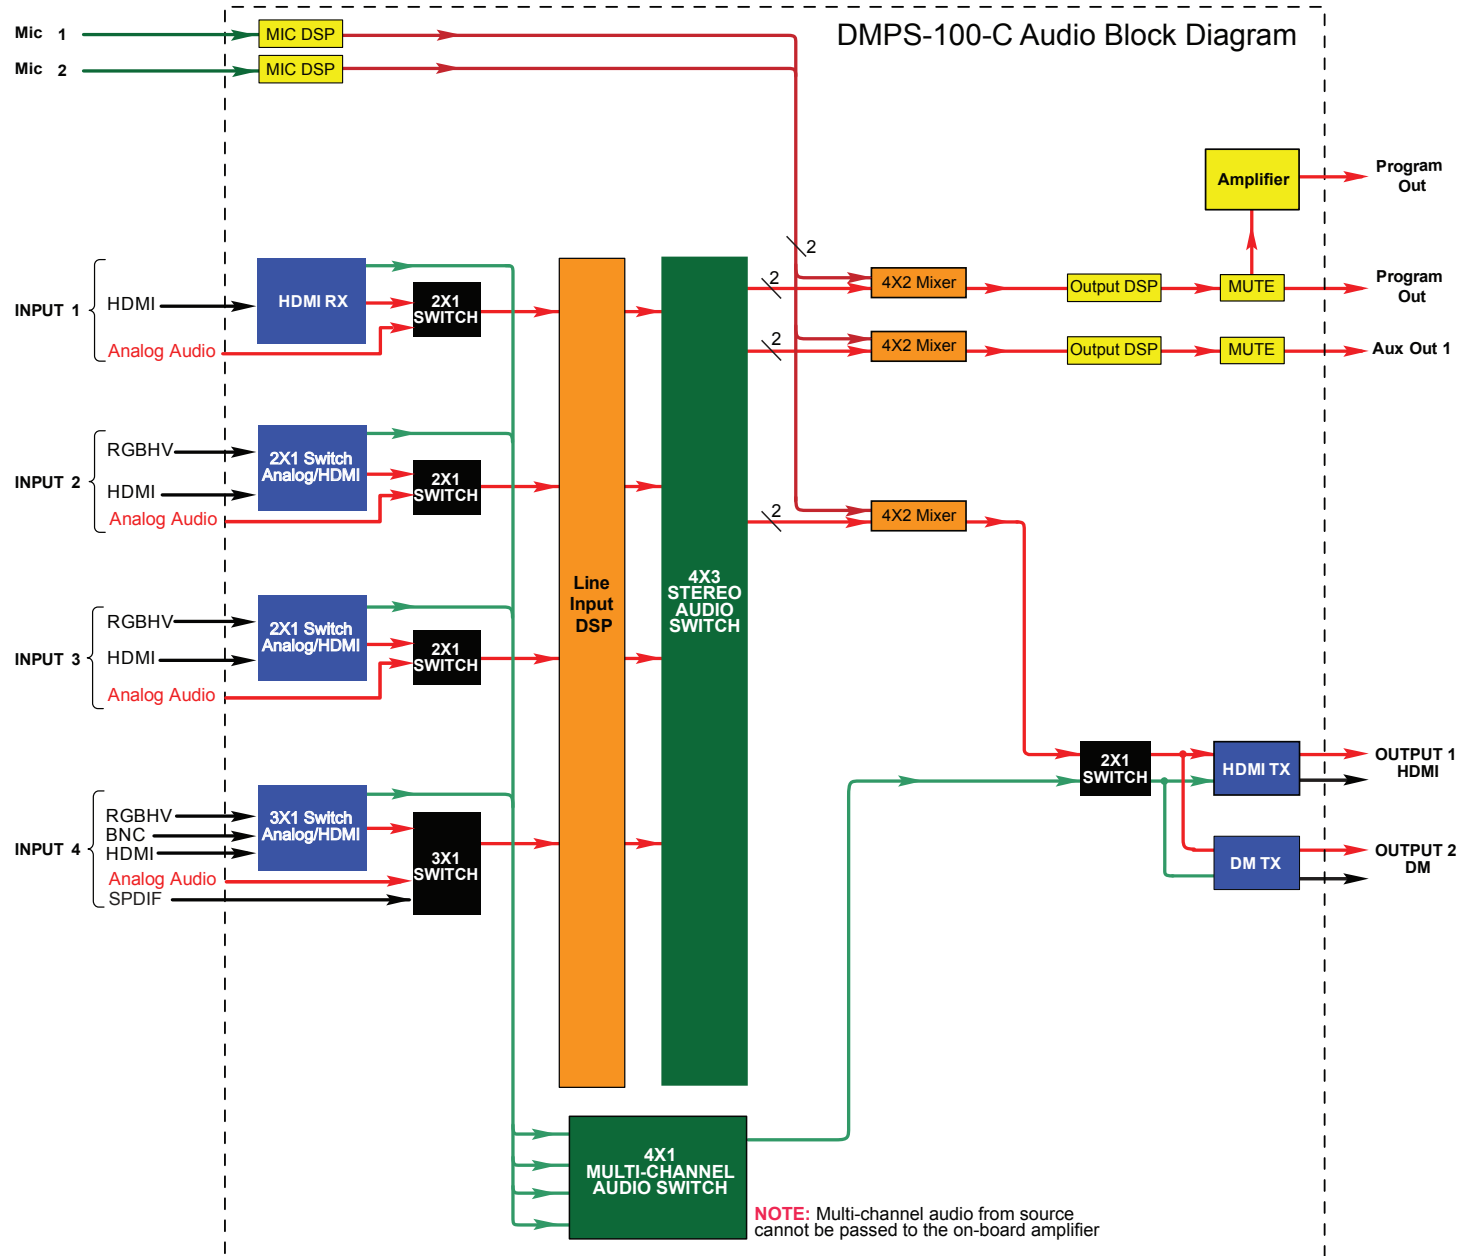 DMPS-100-C Audio Block Diagram
Mic 1
MIC DSP
Mic 2
MIC DSP
Amplifier
Program
Out
2
INPUT 1
HDMI
Analog Audio
HDMI RX
2X1
SWITCH
2
4X2 Mixer
Output DSP
MUTE
Program
Out
2
4X2 Mixer
Output DSP
MUTE
Aux Out 1
INPUT 2
RGBHV
HDMI
Analog Audio
2X1 Switch
Analog/HDMI
2X1
SWITCH
2
4X2 Mixer
Line
Input
DSP
4X3
STEREO
AUDIO
SWITCH
INPUT 3
RGBHV
HDMI
Analog Audio
2X1 Switch
Analog/HDMI
2X1
SWITCH
2X1
SWITCH
HDMI TX
OUTPUT 1
HDMI
DM TX
OUTPUT 2
DM
INPUT 4
RGBHV
BNC
HDMI
Analog Audio
SPDIF
3X1 Switch
Analog/HDMI
3X1
SWITCH
4X1
MULTI-CHANNEL
AUDIO SWITCH
NOTE: Multi-channel audio from source
cannot be passed to the on-board amplifier